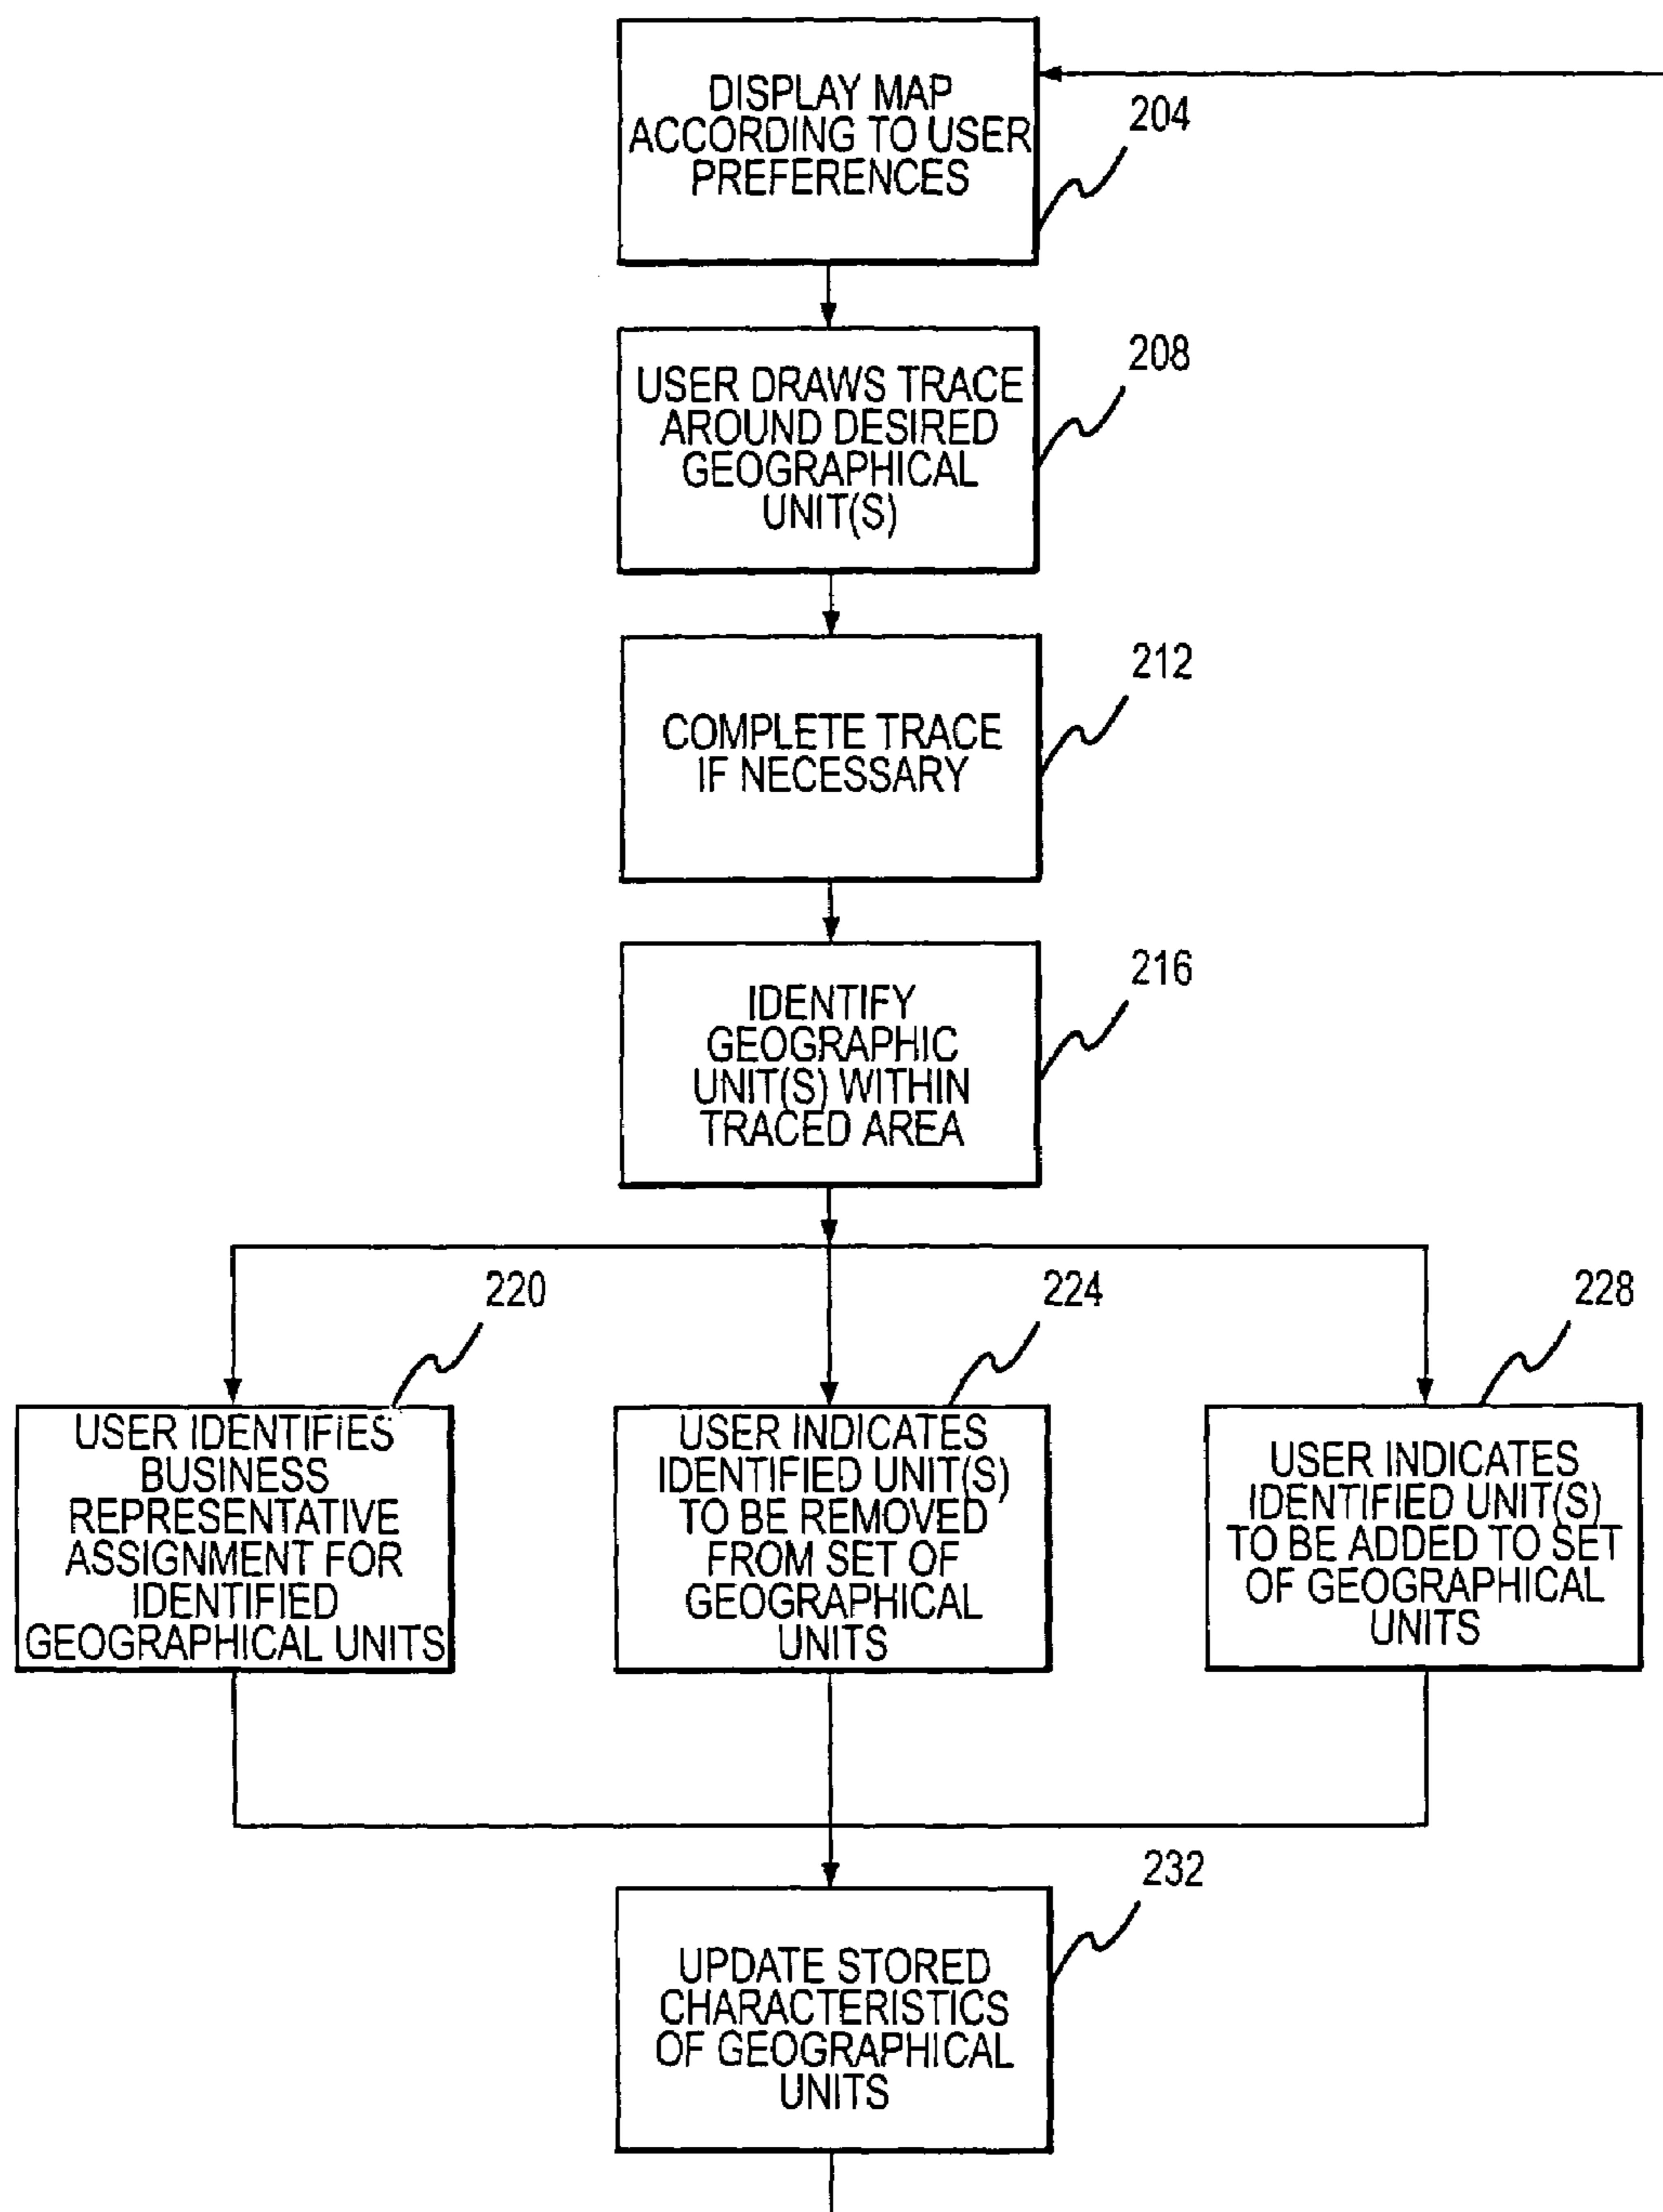 DISPLAY MAP
ACCORDING TO USER
PREFERENCES
204
USER DRAWS TRACE
AROUND DESIRED
GEOGRAPHICAL
UNIT(S)
208
COMPLETE TRACE
IF NECESSARY
212
IDENTIFY
GEOGRAPHIC
UNIT(S) WITHIN
TRACED AREA
216
220
USER IDENTIFIES
BUSINESS
REPRESENTATIVE
ASSIGNMENT FOR
IDENTIFIED
GEOGRAPHICAL UNITS
224
USER INDICATES
IDENTIFIED UNIT(S)
TO BE REMOVED
FROM SET OF
GEOGRAPHICAL
UNITS
228
USER INDICATES
IDENTIFIED UNIT(S)
TO BE ADDED TO SET
OF GEOGRAPHICAL
UNITS
232
UPDATE STORED
CHARACTERISTICS
OF GEOGRAPHICAL
UNITS